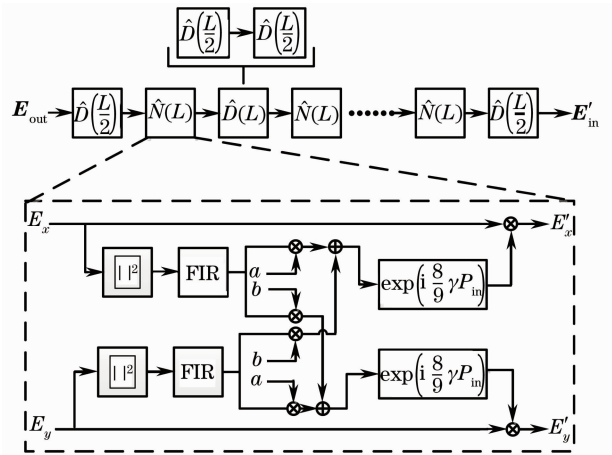 D̂(L/2) D̂(L/2)
E_out D̂(L/2) N̂(L) D̂(L) N̂(L) ...... N̂(L) D̂(L/2) E'_in
E_x E'_x
| |² FIR a b exp(i 8/9 γP_in)
| |² FIR b a exp(i 8/9 γP_in)
E_y E'_y